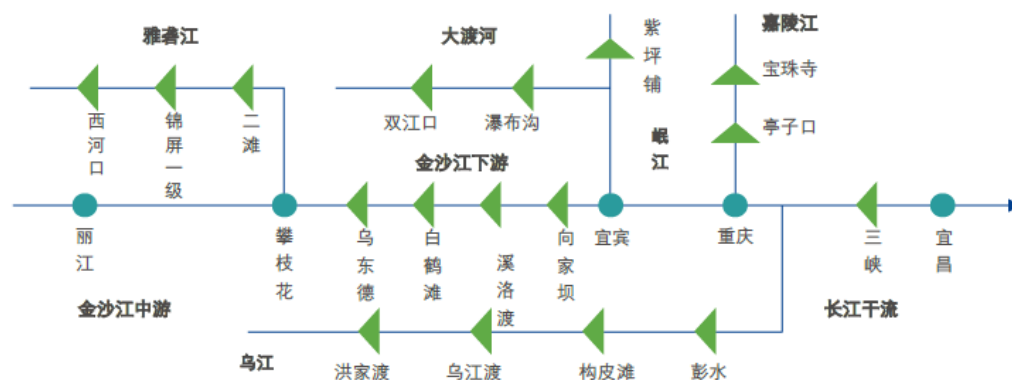 雅砻江
大渡河
紫坪铺
嘉陵江
宝珠寺
亭子口
西河口
锦屏一级
二滩
双江口
瀑布沟
岷江
金沙江下游
丽江
攀枝花
乌东德
白鹤滩
溪洛渡
向家坝
宜宾
重庆
三峡
宜昌
金沙江中游
长江干流
乌江
洪家渡
乌江渡
构皮滩
彭水